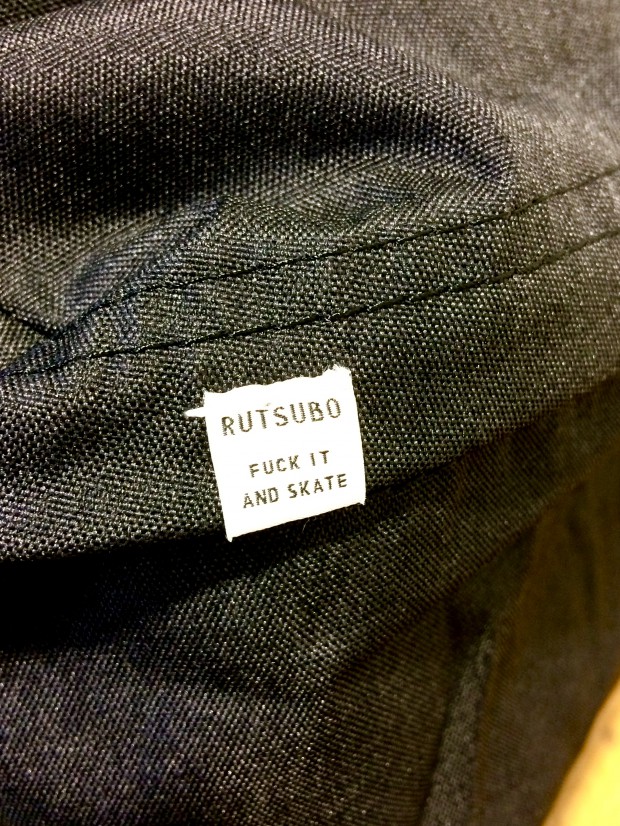 RUTSUBO
FUCK IT
AND SKATE